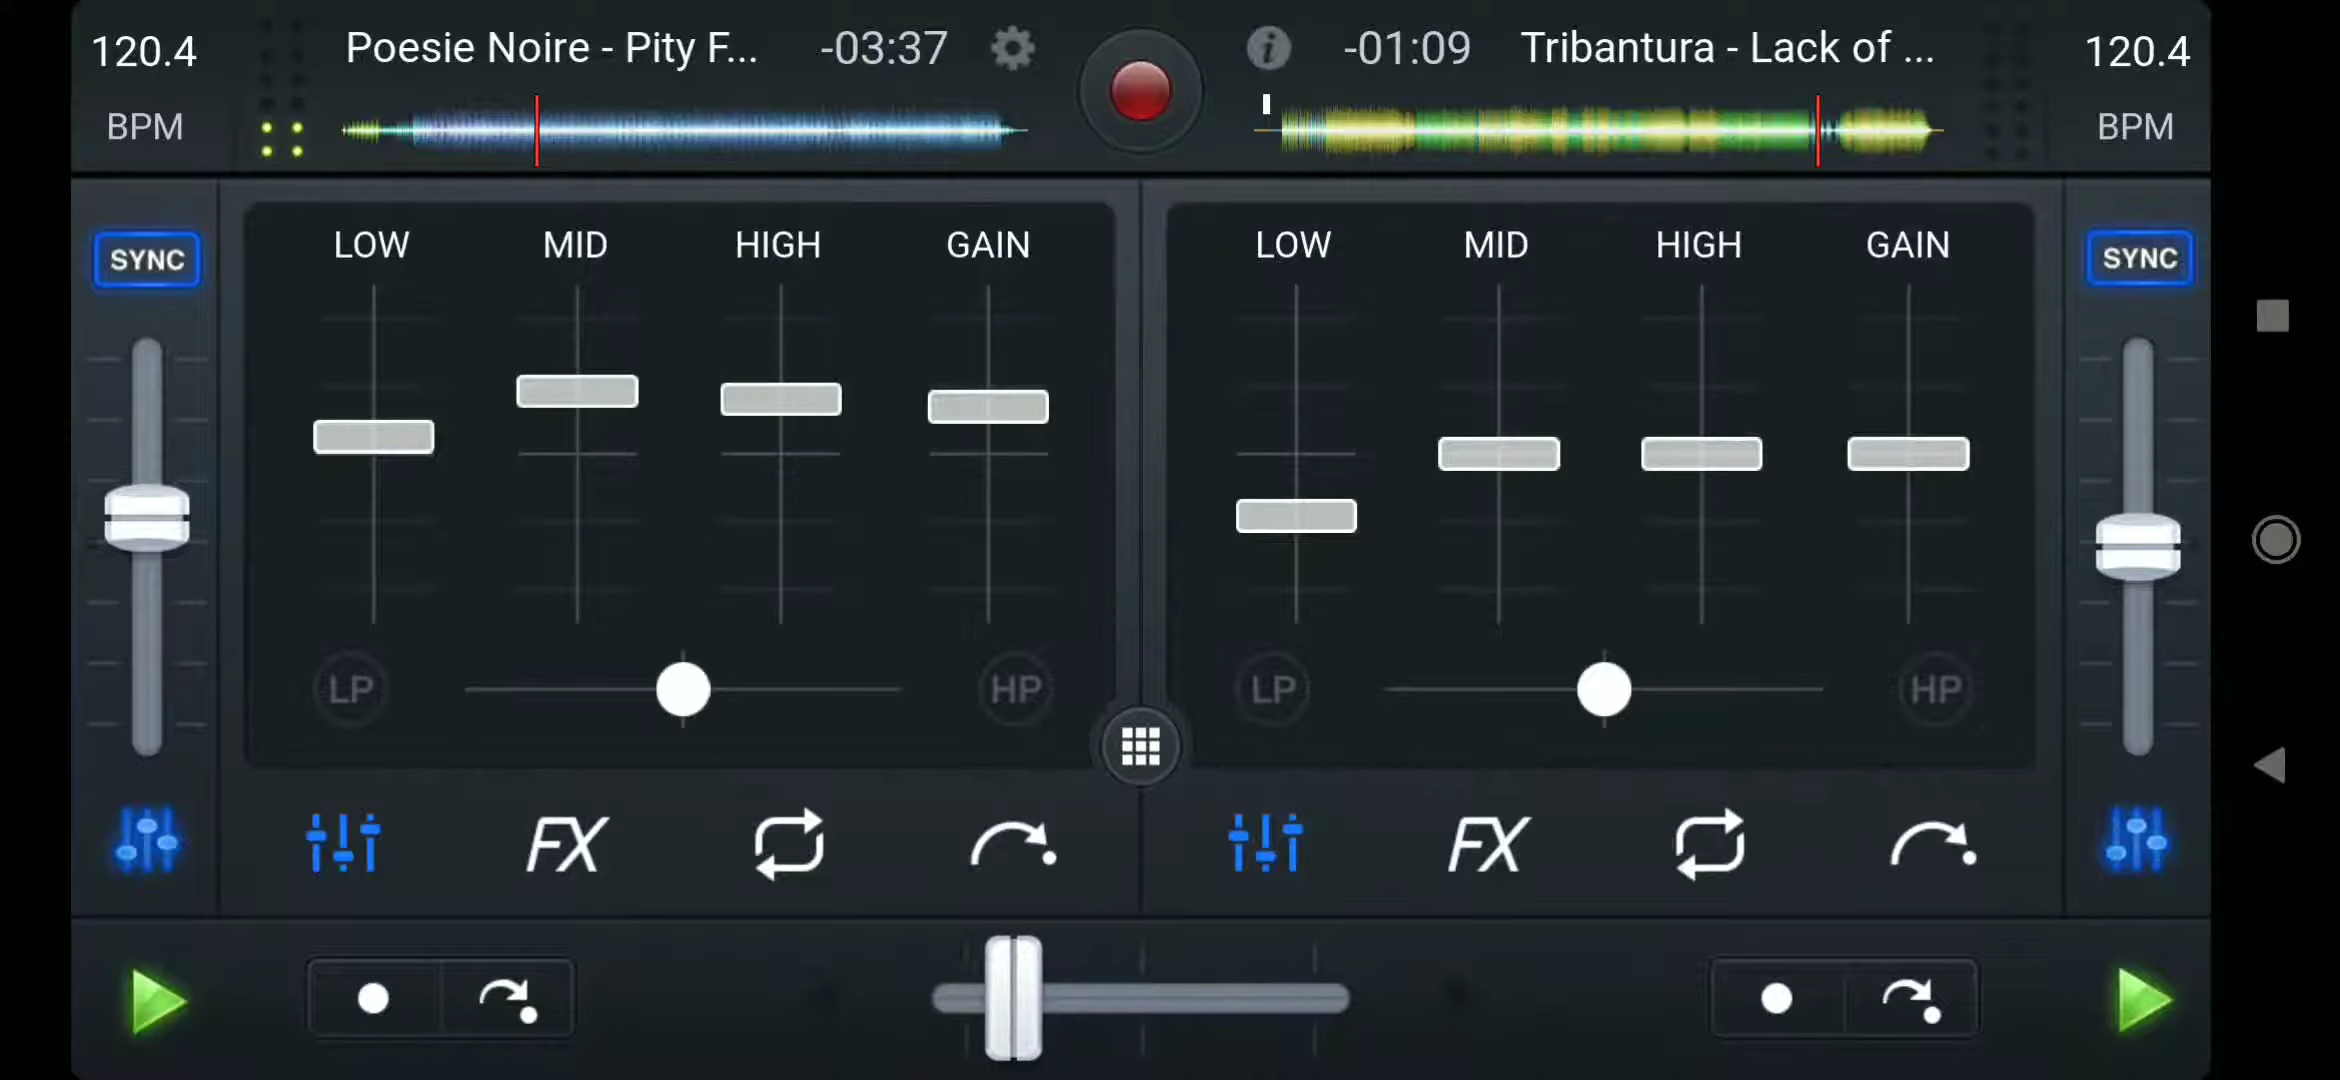 120.4
BPM
Poesie Noire - Pity F...
-03:37
-01:09
Tribantura - Lack of ...
120.4
BPM
SYNC
LOW MID HIGH GAIN
LOW MID HIGH GAIN
SYNC
LP HP
LP HP
FX
FX